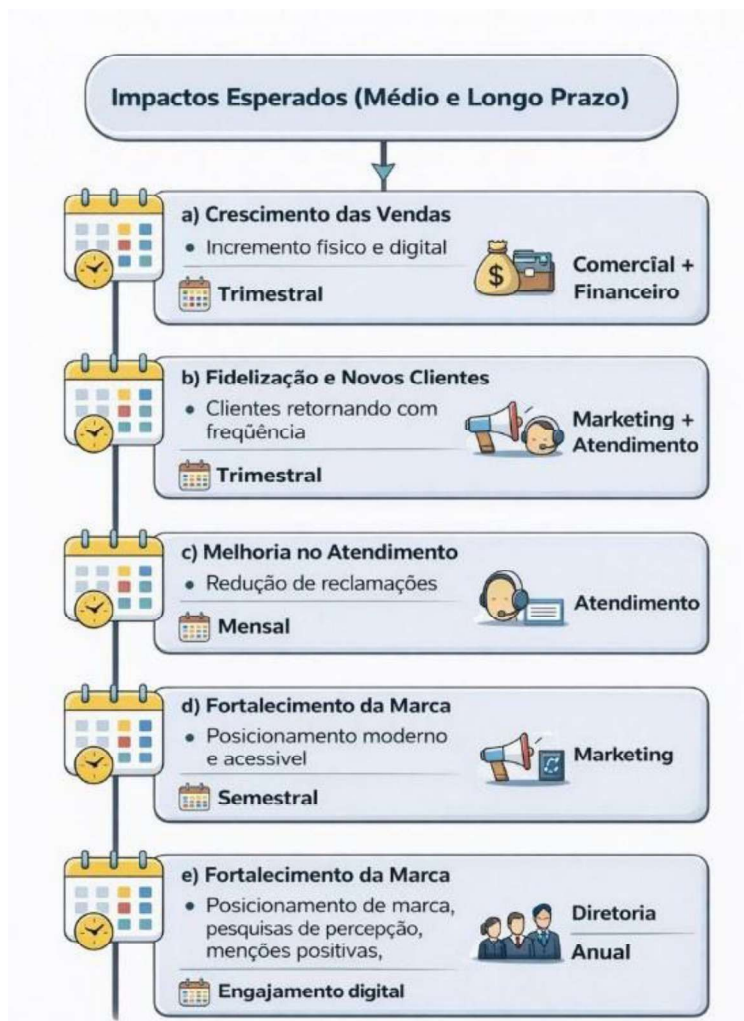 Impactos Esperados (Médio e Longo Prazo)
a) Crescimento das Vendas
• Incremento físico e digital
Trimestral
$
Comercial +
Financeiro
b) Fidelização e Novos Clientes
• Clientes retornando com
freqüência
Trimestral
Marketing +
Atendimento
c) Melhoria no Atendimento
• Redução de reclamações
Mensal
Atendimento
d) Fortalecimento da Marca
• Posicionamento moderno
e acessivel
Semestral
Marketing
e) Fortalecimento da Marca
• Posicionamento de marca,
pesquisas de percepção,
menções positivas,
Engajamento digital
Diretoria
Anual